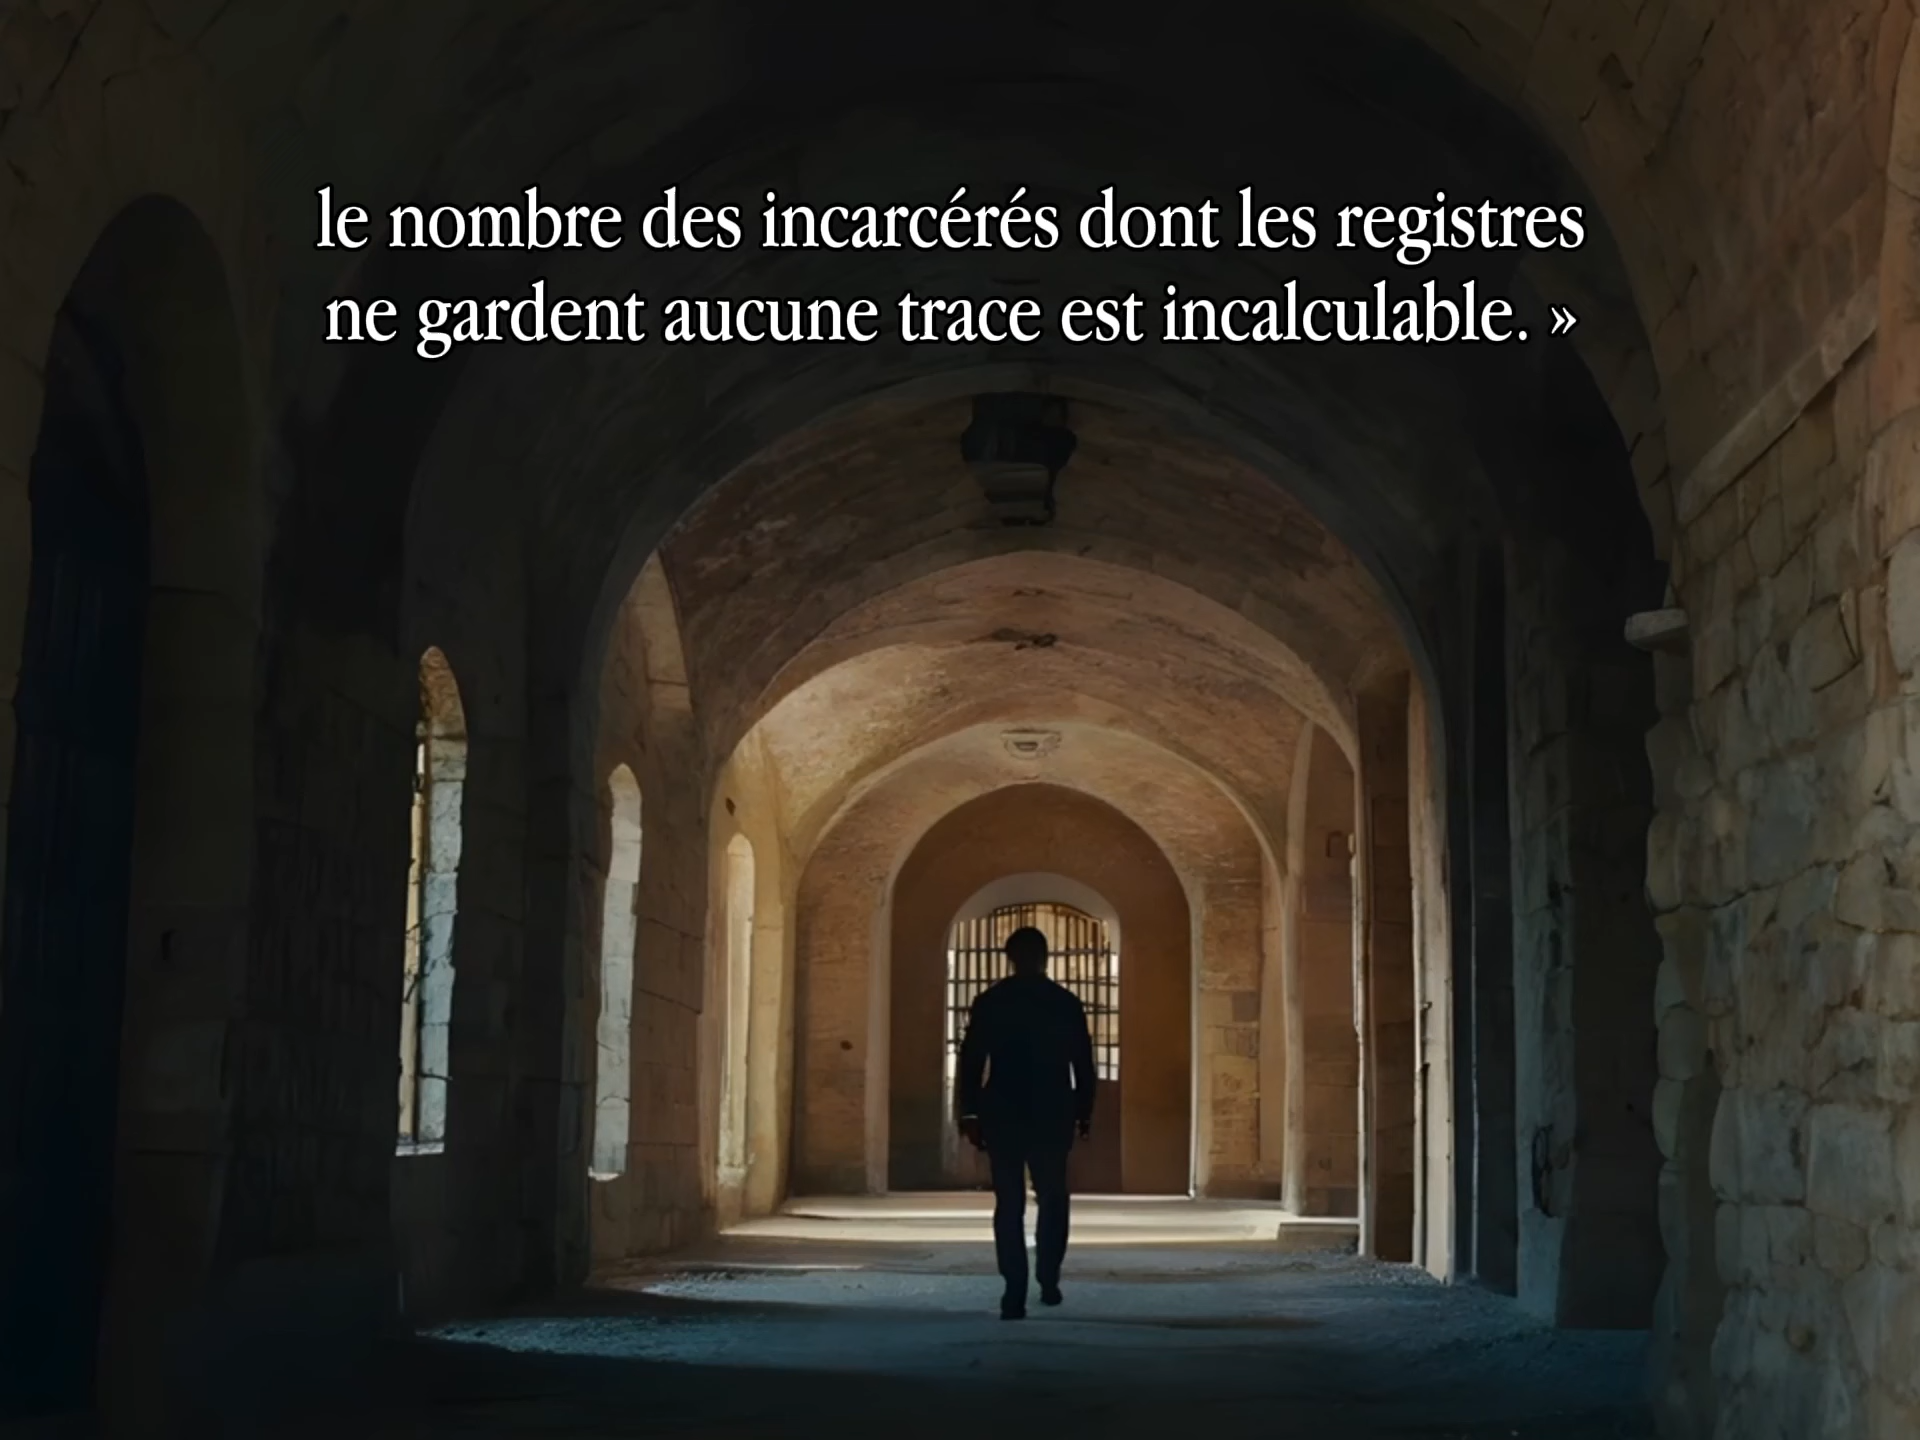 le nombre des incarcérés dont les registres
ne gardent aucune trace est incalculable. »